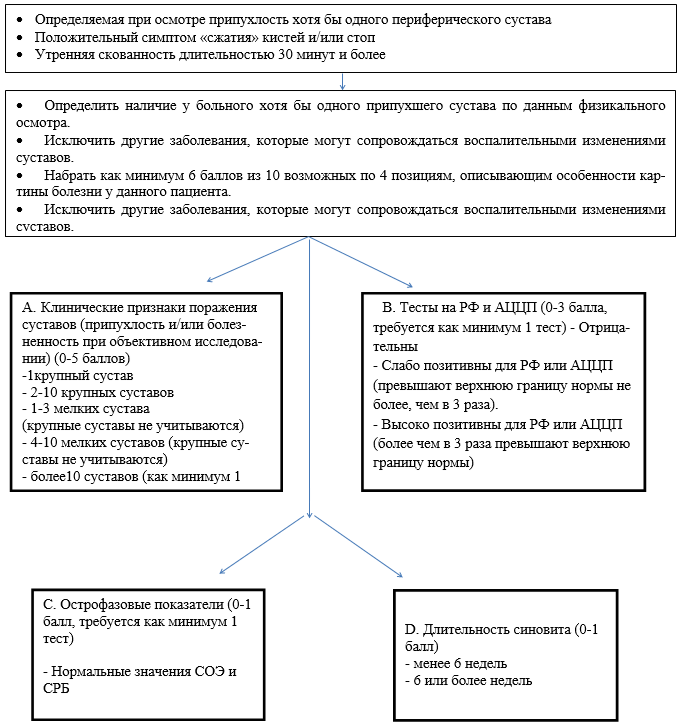 • Определяемая при осмотре припухлость хотя бы одного периферического сустава
• Положительный симптом «сжатия» кистей и/или стоп
• Утренняя скованность длительностью 30 минут и более
• Определить наличие у больного хотя бы одного припухшего сустава по данным физикального
осмотра.
• Исключить другие заболевания, которые могут сопровождаться воспалительными изменениями
суставов.
• Набрать как минимум 6 баллов из 10 возможных по 4 позициям, описывающим особенности кар-
тины болезни у данного пациента.
• Исключить другие заболевания, которые могут сопровождаться воспалительными изменениями
суставов.
А. Клинические признаки поражения
суставов (припухлость и/или болез-
ненность при объективном исследова-
нии) (0-5 баллов)
-1крупный сустав
- 2-10 крупных суставов
- 1-3 мелких сустава
(крупные суставы не учитываются)
- 4-10 мелких суставов (крупные су-
ставы не учитываются)
- более10 суставов (как минимум 1
В. Тесты на РФ и АЦЦП (0-3 балла,
требуется как минимум 1 тест) - Отрица-
тельны
- Слабо позитивны для РФ или АЦЦП
(превышают верхнюю границу нормы не
более, чем в 3 раза).
- Высоко позитивны для РФ или АЦЦП
(более чем в 3 раза превышают верхнюю
границу нормы)
С. Острофазовые показатели (0-1
балл, требуется как минимум 1
тест)
- Нормальные значения СОЭ и
СРБ
D. Длительность синовита (0-1
балл)
- менее 6 недель
- 6 или более недель